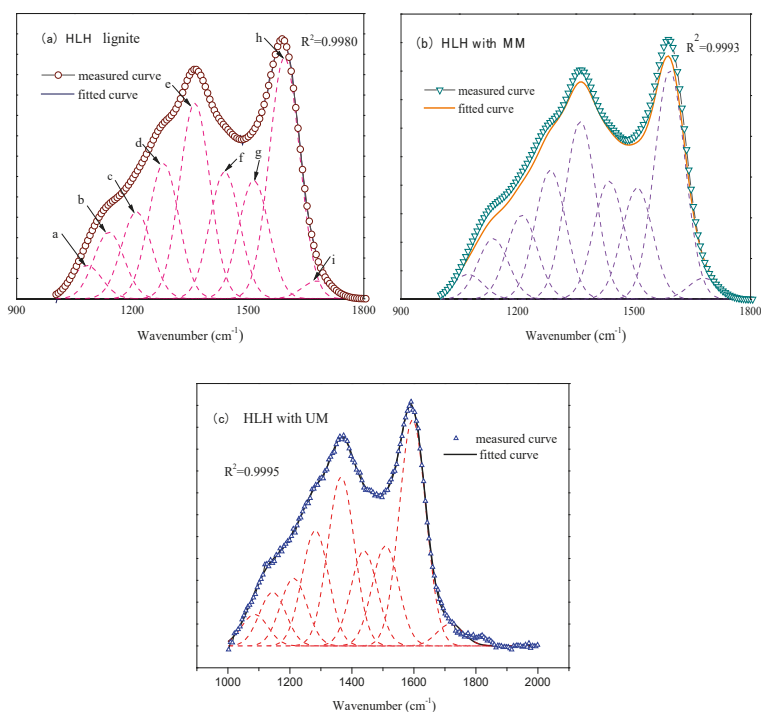 (a) HLH lignite
R²=0.9980
measured curve
fitted curve
a
b
c
d
e
f
g
h
i
900
1200
1500
1800
Wavenumber (cm⁻¹)
(b) HLH with MM
R²=0.9993
measured curve
fitted curve
900
1200
1500
1800
Wavenumber (cm⁻¹)
(c) HLH with UM
R²=0.9995
measured curve
fitted curve
1000
1200
1400
1600
1800
2000
Wavenumber (cm⁻¹)